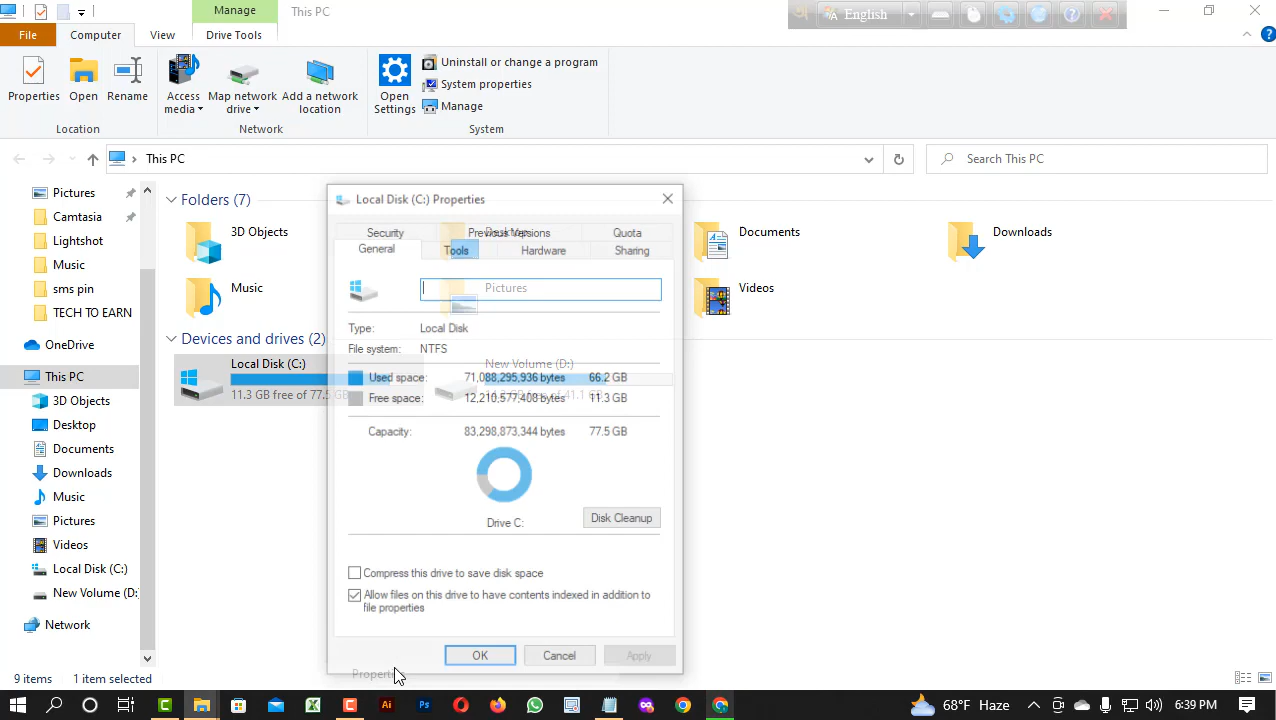 Manage
This PC
English
File
Computer
View
Drive Tools
Properties
Open
Rename
Access media
Map network drive
Add a network location
Open Settings
Uninstall or change a program
System properties
Manage
Location
Network
System
This PC
Search This PC
Pictures
Camtasia
Lightshot
Music
sms pin
TECH TO EARN
OneDrive
This PC
3D Objects
Desktop
Documents
Downloads
Music
Pictures
Videos
Local Disk (C:)
New Volume (D:)
Network
Folders (7)
3D Objects
Desktop
Documents
Downloads
Music
Pictures
Videos
Devices and drives (2)
Local Disk (C:)
11.3 GB free of 77.5 GB
New Volume (D:)
11.3 GB free of 41.1 GB
Local Disk (C:) Properties
Security
Previous Versions
Quota
General
Tools
Hardware
Sharing
Type: Local Disk
File system: NTFS
Used space: 71,088,295,936 bytes 66.2 GB
Free space: 12,210,577,408 bytes 11.3 GB
Capacity: 83,298,873,344 bytes 77.5 GB
Drive C:
Disk Cleanup
Compress this drive to save disk space
Allow files on this drive to have contents indexed in addition to
file properties
OK
Cancel
Apply
Properties
9 items
1 item selected
68°F Haze
6:39 PM